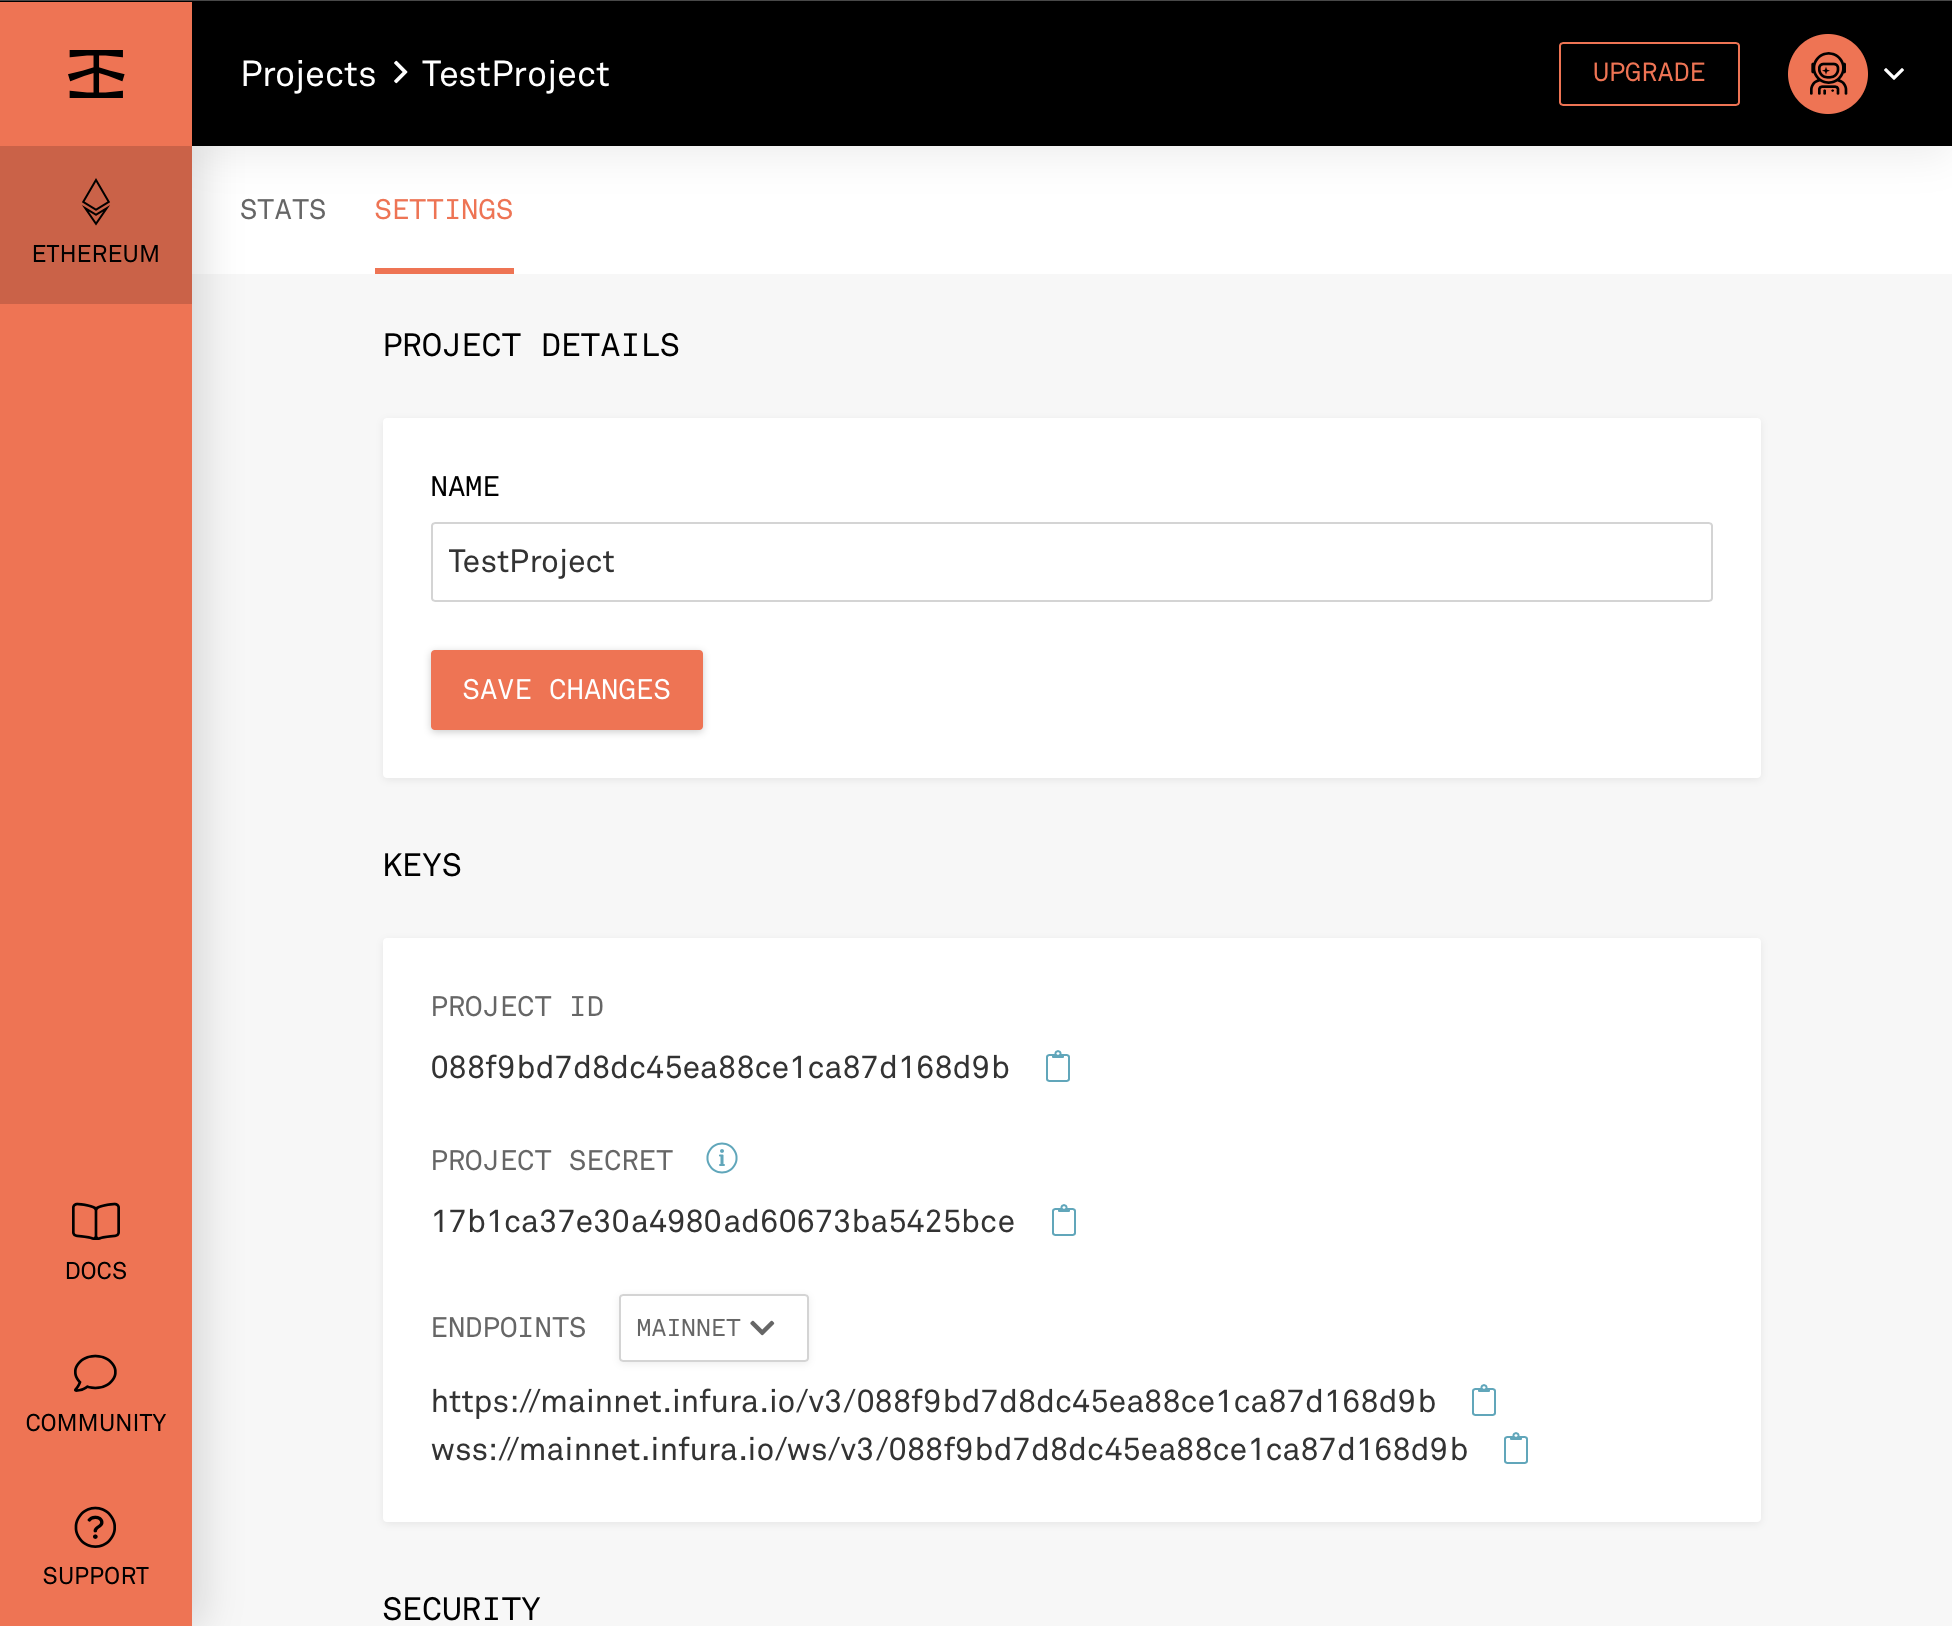 Projects > TestProject
UPGRADE
ETHEREUM
STATS SETTINGS
PROJECT DETAILS
NAME
TestProject
SAVE CHANGES
KEYS
PROJECT ID
088f9bd7d8dc45ea88ce1ca87d168d9b
PROJECT SECRET
17b1ca37e30a4980ad60673ba5425bce
ENDPOINTS MAINNET
https://mainnet.infura.io/v3/088f9bd7d8dc45ea88ce1ca87d168d9b
wss://mainnet.infura.io/ws/v3/088f9bd7d8dc45ea88ce1ca87d168d9b
SECURITY
DOCS
COMMUNITY
SUPPORT